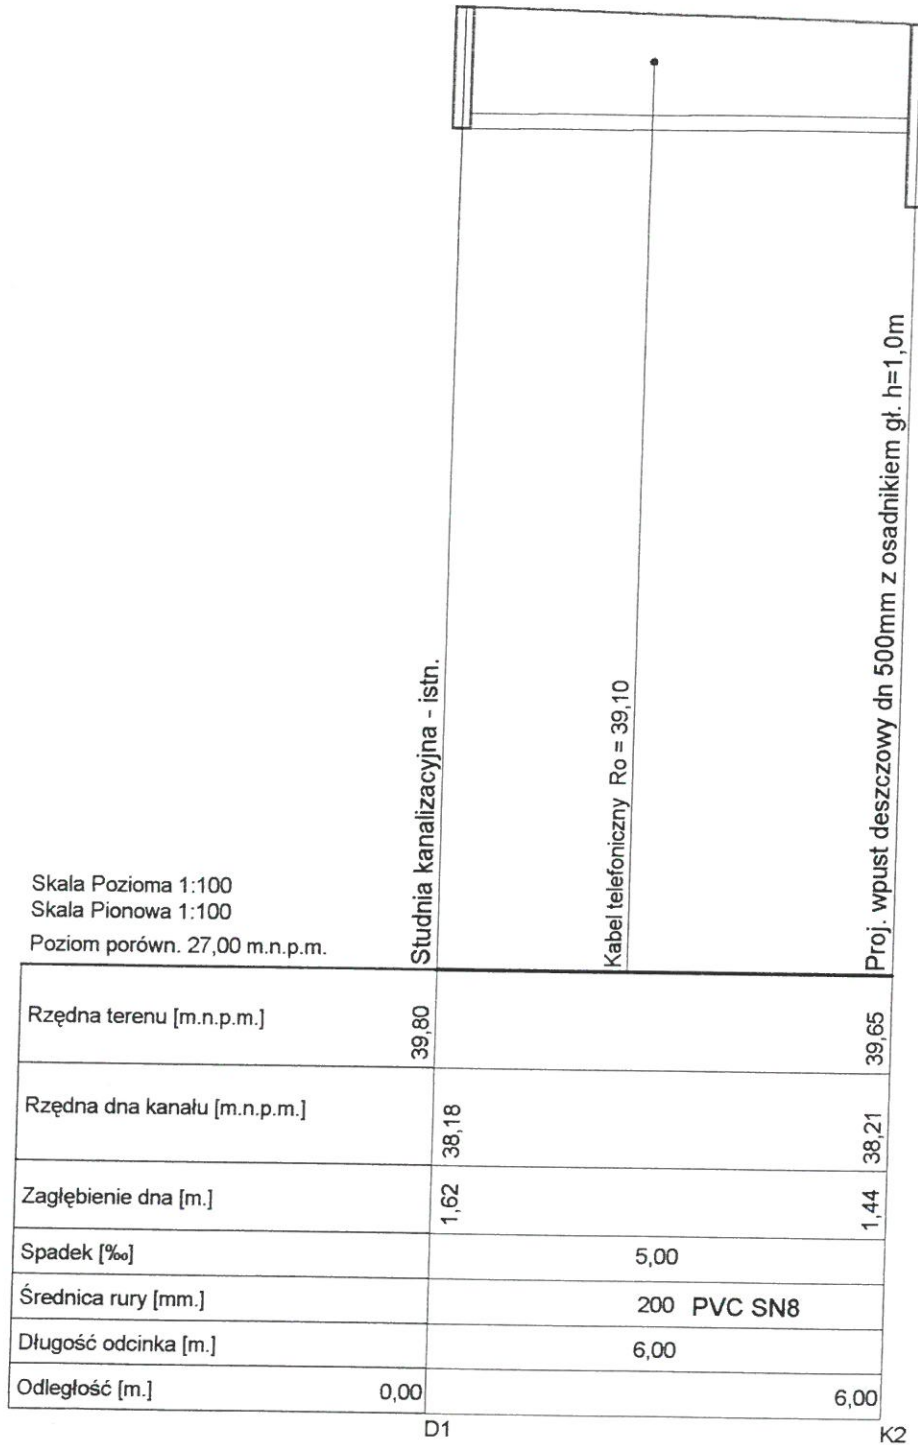 Studnia kanalizacyjna - istn.
Kabel telefoniczny Ro = 39,10
Proj. wpust deszczowy dn 500mm z osadnikiem gł. h=1,0m
Skala Pozioma 1:100
Skala Pionowa 1:100
Poziom porówn. 27,00 m.n.p.m.
Rzędna terenu [m.n.p.m.] 39,80 39,65
Rzędna dna kanału [m.n.p.m.] 38,18 38,21
Zagłębienie dna [m.] 1,62 1,44
Spadek [‰] 5,00
Średnica rury [mm.] 200 PVC SN8
Długość odcinka [m.] 6,00
Odległość [m.] 0,00 6,00
D1 K2